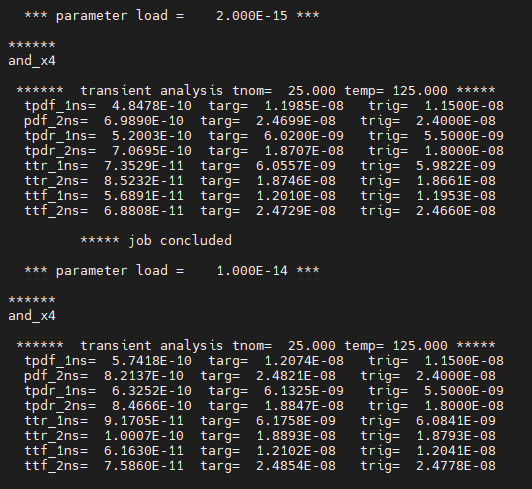 *** parameter load =    2.000E-15 ***
******
and_x4
******  transient analysis tnom=  25.000 temp= 125.000 *****
tpdf_1ns=  4.8478E-10  targ=  1.1985E-08   trig=  1.1500E-08
pdf_2ns=  6.9890E-10  targ=  2.4699E-08   trig=  2.4000E-08
tpdr_1ns=  5.2003E-10  targ=  6.0200E-09   trig=  5.5000E-09
tpdr_2ns=  7.0695E-10  targ=  1.8707E-08   trig=  1.8000E-08
ttr_1ns=  7.3529E-11  targ=  6.0557E-09   trig=  5.9822E-09
ttr_2ns=  8.5232E-11  targ=  1.8746E-08   trig=  1.8661E-08
ttf_1ns=  5.6891E-11  targ=  1.2010E-08   trig=  1.1953E-08
ttf_2ns=  6.8808E-11  targ=  2.4729E-08   trig=  2.4660E-08
***** job concluded
*** parameter load =    1.000E-14 ***
******
and_x4
******  transient analysis tnom=  25.000 temp= 125.000 *****
tpdf_1ns=  5.7418E-10  targ=  1.2074E-08   trig=  1.1500E-08
pdf_2ns=  8.2137E-10  targ=  2.4821E-08   trig=  2.4000E-08
tpdr_1ns=  6.3252E-10  targ=  6.1325E-09   trig=  5.5000E-09
tpdr_2ns=  8.4666E-10  targ=  1.8847E-08   trig=  1.8000E-08
ttr_1ns=  9.1705E-11  targ=  6.1758E-09   trig=  6.0841E-09
ttr_2ns=  1.0007E-10  targ=  1.8893E-08   trig=  1.8793E-08
ttf_1ns=  6.1630E-11  targ=  1.2102E-08   trig=  1.2041E-08
ttf_2ns=  7.5860E-11  targ=  2.4854E-08   trig=  2.4778E-08